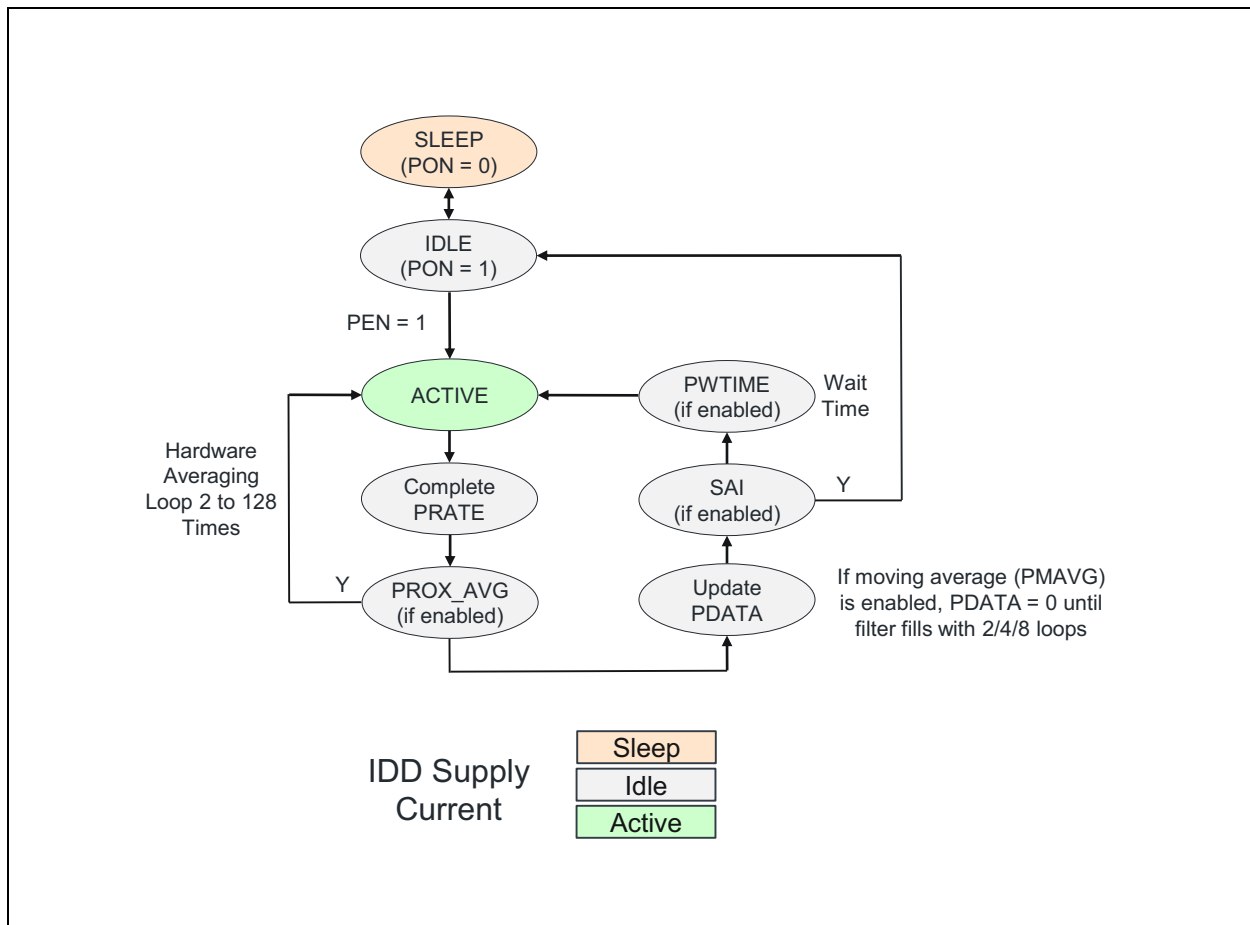 SLEEP
(PON = 0)
IDLE
(PON = 1)
PEN = 1
ACTIVE
PWTIME
(if enabled)
Wait
Time
Hardware
Averaging
Loop 2 to 128
Times
Complete
PRATE
SAI
(if enabled)
Y
Y
PROX_AVG
(if enabled)
Update
PDATA
If moving average (PMAVG)
is enabled, PDATA = 0 until
filter fills with 2/4/8 loops
IDD Supply
Current
Sleep
Idle
Active